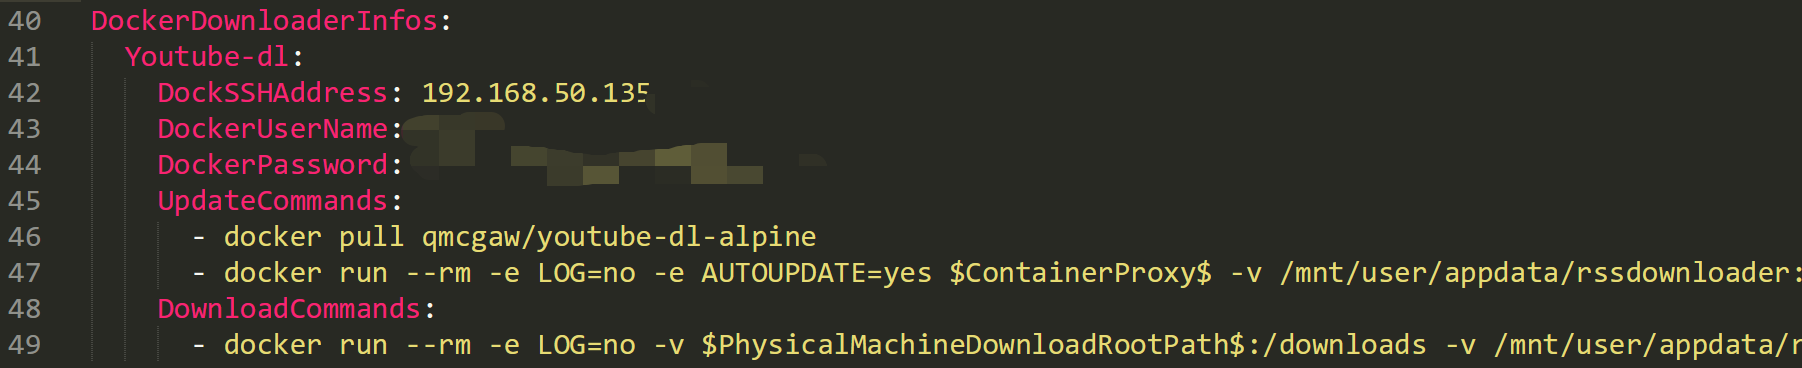 40 DockerDownloaderInfos:
41 Youtube-dl:
42 DockSSHAddress: 192.168.50.135
43 DockerUserName:
44 DockerPassword:
45 UpdateCommands:
46 - docker pull qmcgaw/youtube-dl-alpine
47 - docker run --rm -e LOG=no -e AUTOUPDATE=yes $ContainerProxy$ -v /mnt/user/appdata/rssdownloader:
48 DownloadCommands:
49 - docker run --rm -e LOG=no -v $PhysicalMachineDownloadRootPath$:/downloads -v /mnt/user/appdata/r